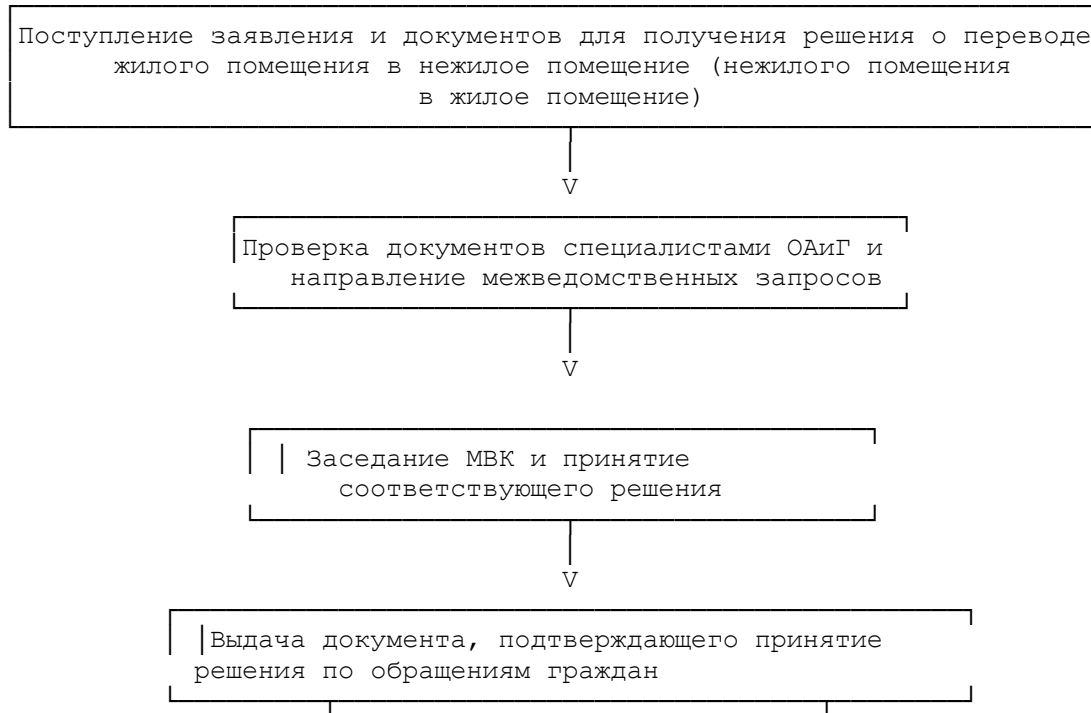 Поступление заявления и документов для получения решения о переводе
жилого помещения в нежилое помещение (нежилого помещения
в жилое помещение)
V
Проверка документов специалистами ОАиГ и
направление межведомственных запросов
V
Заседание МВК и принятие
соответствующего решения
V
Выдача документа, подтверждающего принятие
решения по обращениям граждан